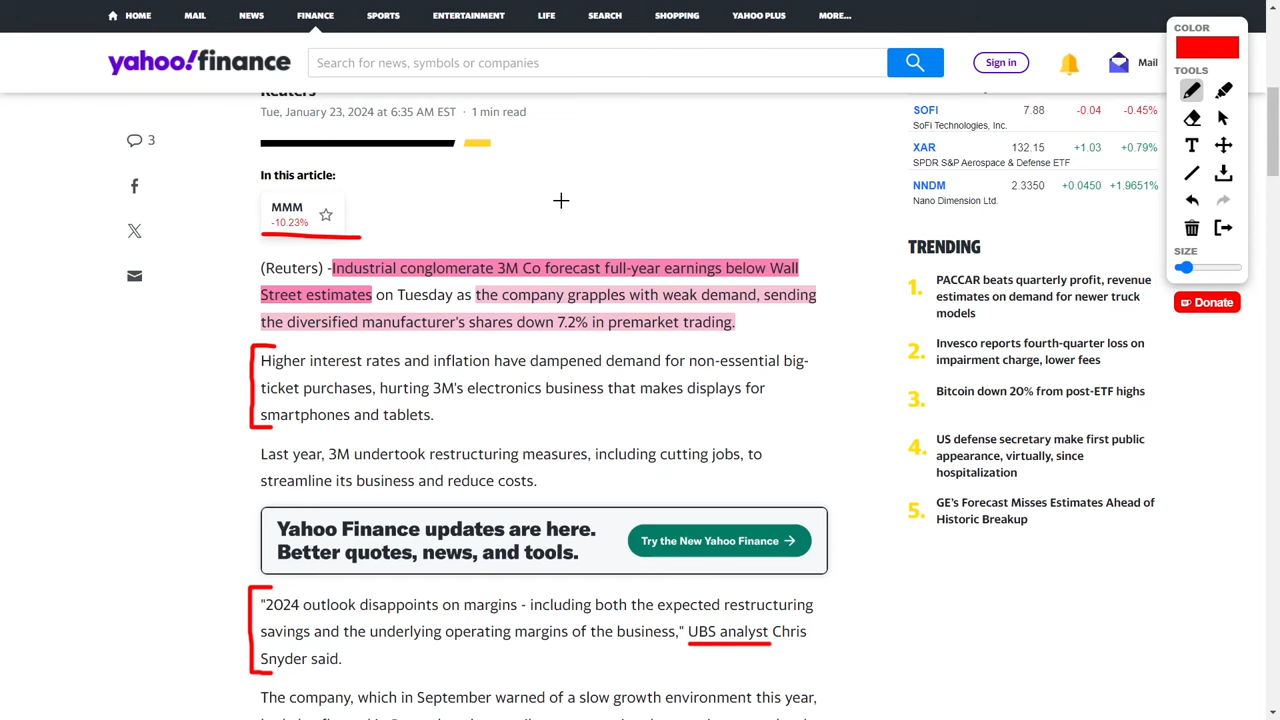 HOME MAIL NEWS FINANCE SPORTS ENTERTAINMENT LIFE SEARCH SHOPPING YAHOO PLUS MORE...
yahoo!finance
Search for news, symbols or companies
Sign in
Mail
Reuters
Tue, January 23, 2024 at 6:35 AM EST · 1 min read
3
In this article:
MMM
-10.23%
(Reuters) -Industrial conglomerate 3M Co forecast full-year earnings below Wall
Street estimates on Tuesday as the company grapples with weak demand, sending
the diversified manufacturer's shares down 7.2% in premarket trading.
Higher interest rates and inflation have dampened demand for non-essential big-
ticket purchases, hurting 3M's electronics business that makes displays for
smartphones and tablets.
Last year, 3M undertook restructuring measures, including cutting jobs, to
streamline its business and reduce costs.
Yahoo Finance updates are here.
Better quotes, news, and tools.
Try the New Yahoo Finance
"2024 outlook disappoints on margins - including both the expected restructuring
savings and the underlying operating margins of the business," UBS analyst Chris
Snyder said.
The company, which in September warned of a slow growth environment this year,
SOFI 7.88 -0.04 -0.45%
SoFi Technologies, Inc.
XAR 132.15 +1.03 +0.79%
SPDR S&P Aerospace & Defense ETF
NNDM 2.3350 +0.0450 +1.9651%
Nano Dimension Ltd.
TRENDING
1. PACCAR beats quarterly profit, revenue
estimates on demand for newer truck
models
2. Invesco reports fourth-quarter loss on
impairment charge, lower fees
3. Bitcoin down 20% from post-ETF highs
4. US defense secretary make first public
appearance, virtually, since
hospitalization
5. GE's Forecast Misses Estimates Ahead of
Historic Breakup
COLOR
TOOLS
T
SIZE
Donate